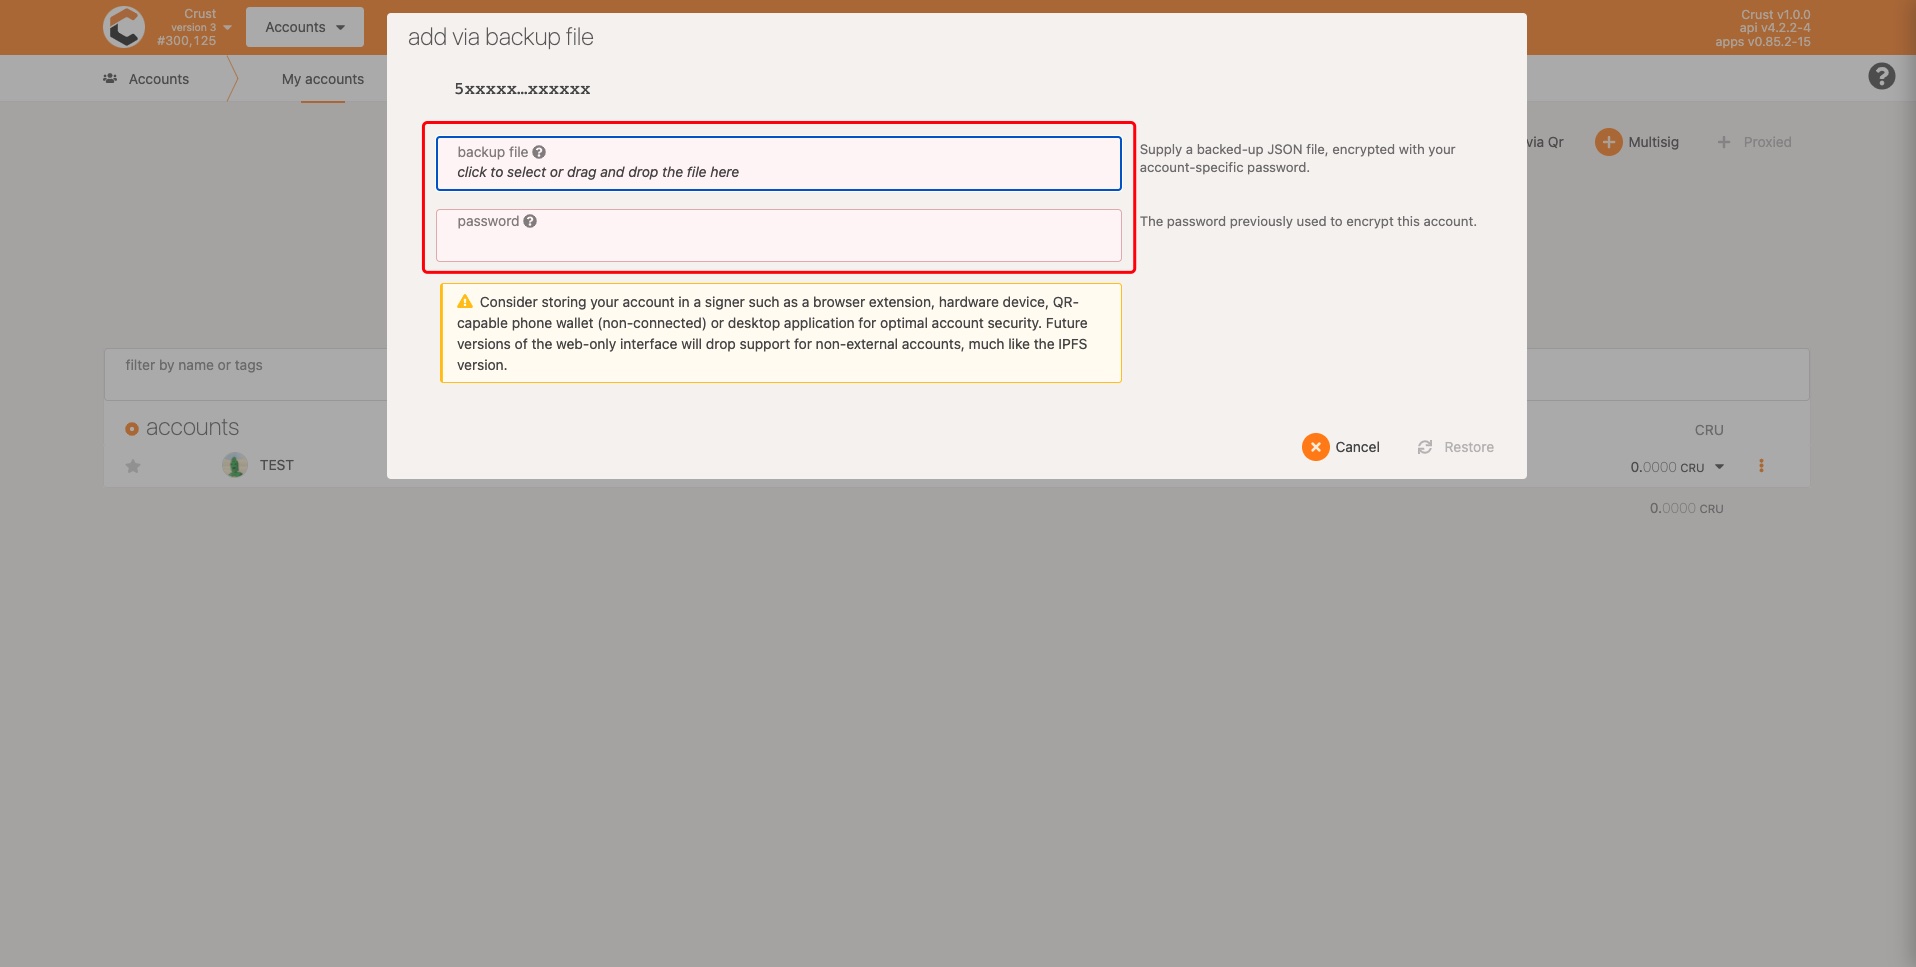 Crust
version 3
#300,125
Accounts
Crust v1.0.0
api v4.2.2-4
apps v0.85.2-15
Accounts
My accounts
add via backup file
5xxxxx…xxxxxx
backup file
click to select or drag and drop the file here
Supply a backed-up JSON file, encrypted with your
account-specific password.
password
The password previously used to encrypt this account.
Consider storing your account in a signer such as a browser extension, hardware device, QR-
capable phone wallet (non-connected) or desktop application for optimal account security. Future
versions of the web-only interface will drop support for non-external accounts, much like the IPFS
version.
Cancel
Restore
via Qr
Multisig
Proxied
filter by name or tags
accounts
CRU
TEST
0.0000 CRU
0.0000 CRU